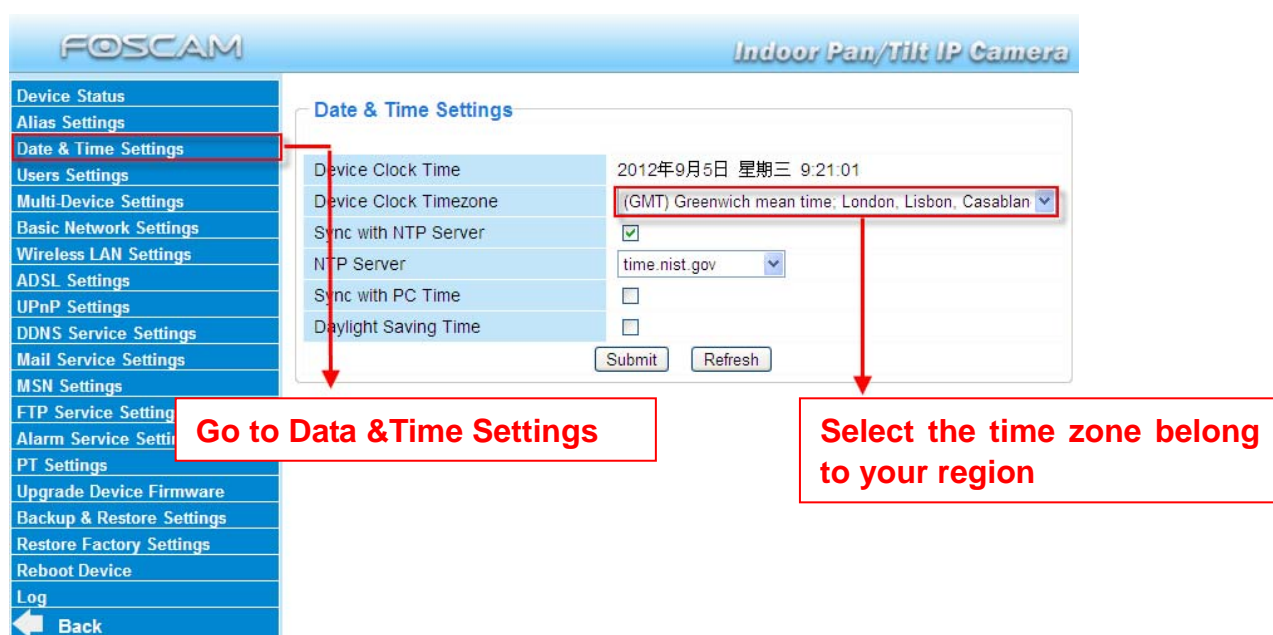 FOSCAM
Indoor Pan/Tilt IP Camera
Device Status
Alias Settings
Date & Time Settings
Users Settings
Multi-Device Settings
Basic Network Settings
Wireless LAN Settings
ADSL Settings
UPnP Settings
DDNS Service Settings
Mail Service Settings
MSN Settings
FTP Service Setting
Alarm Service Setti
PT Settings
Upgrade Device Firmware
Backup & Restore Settings
Restore Factory Settings
Reboot Device
Log
Back
Date & Time Settings
Device Clock Time 2012年9月5日 星期三 9:21:01
Device Clock Timezone (GMT) Greenwich mean time; London, Lisbon, Casablan
Sync with NTP Server
NTP Server time.nist.gov
Sync with PC Time
Daylight Saving Time
Submit Refresh
Go to Data &Time Settings
Select the time zone belong
to your region